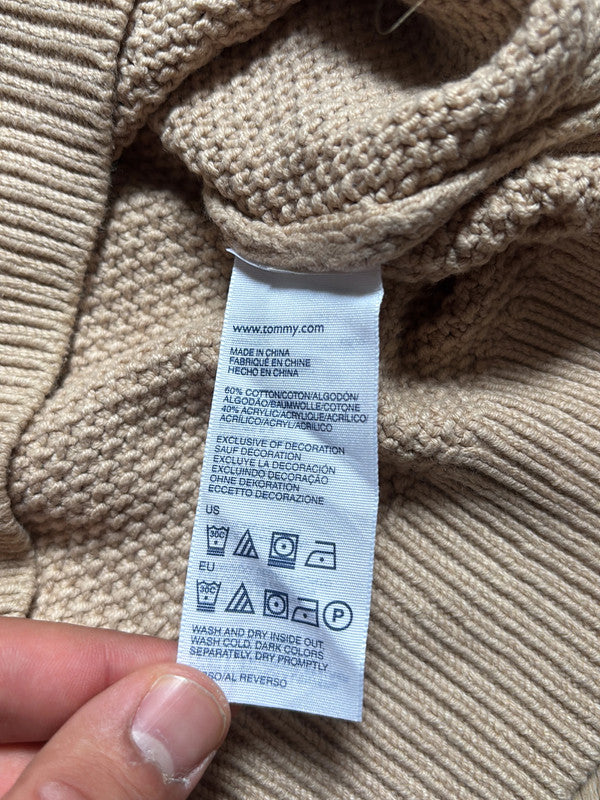 www.tommy.com
MADE IN CHINA
FABRIQUÉ EN CHINE
HECHO EN CHINA
60% COTTON/COTON/ALGODÓN/
ALGODÃO/BAUMWOLLE/COTONE
40% ACRYLIC/ACRYLIQUE/ACRÍLICO/
ACRÍLICO/ACRYL/ACRILICO
EXCLUSIVE OF DECORATION
SAUF DÉCORATION
EXCLUYE LA DECORACIÓN
EXCLUINDO DECORAÇÃO
OHNE DEKORATION
ECCETTO DECORAZIONE
US
30C
EU
30C P
WASH AND DRY INSIDE OUT
WASH COLD, DARK COLORS
SEPARATELY, DRY PROMPTLY
/AL REVERSO